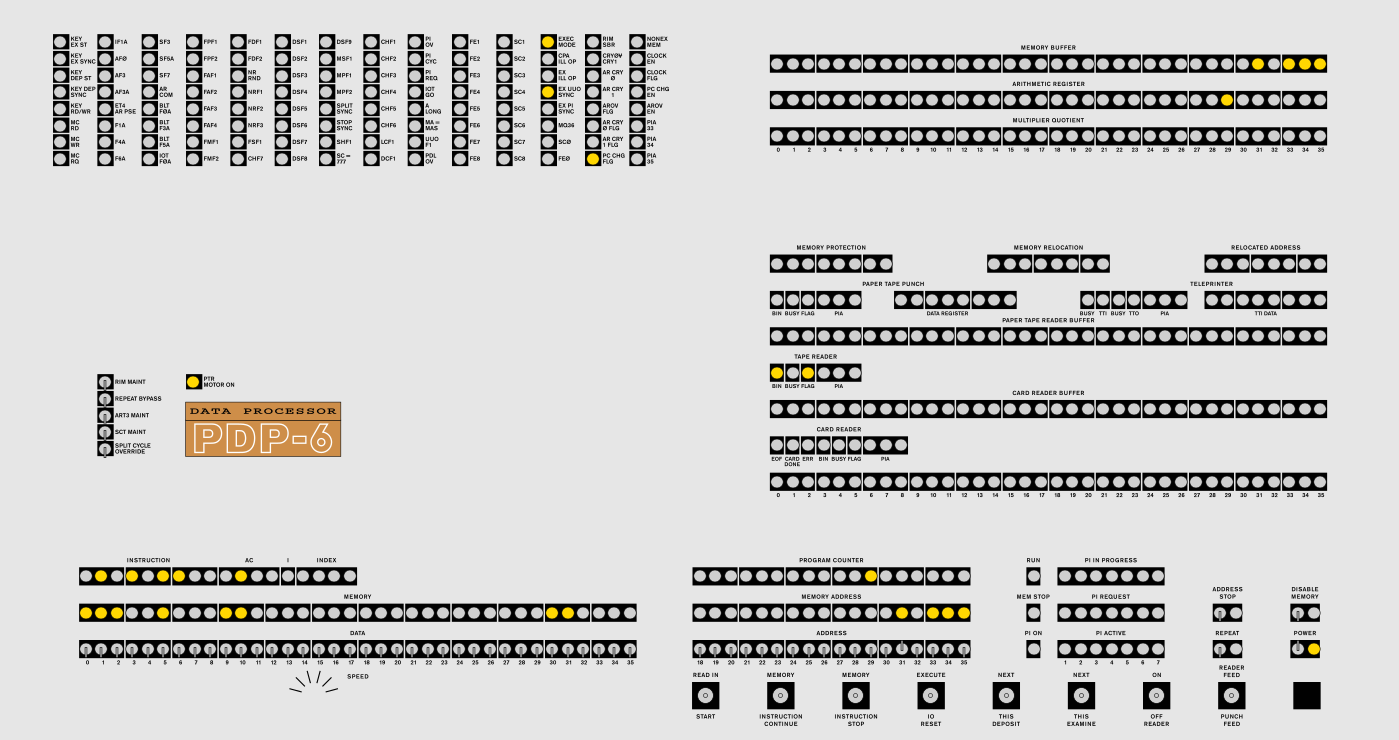 KEY EX ST IF1A SF3 FPF1 FDF1 DSF1 DSF9 CHF1 PI OV FE1 SC1 EXEC MODE RIM SBR NONEX MEM
KEY EX SYNC AFØ SF5A FPF2 FDF2 DSF2 MSF1 CHF2 PI CYC FE2 SC2 CPA ILL OP CRYØ∀ CRY1 CLOCK EN
KEY DEP ST AF3 SF7 FAF1 NR RND DSF3 MPF1 CHF3 PI REG FE3 SC3 EX ILL OP AR CRY Ø CLOCK FLG
KEY DEP SYNC AF3A AR COM FAF2 NRF1 DSF4 MPF2 CHF4 IOT GO FE4 SC4 EX UUO SYNC AR CRY 1 PC CHG EN
KEY RD/WR ET4 AR PSE BLT FØA FAF3 NRF2 DSF5 SPLIT SYNC CHF5 A LONG FE5 SC5 EX PI SYNC AROV FLG AROV EN
MC RD F1A BLT F3A FAF4 NRF3 DSF6 STOP SYNC CHF6 MA = MAS FE6 SC6 MQ36 AR CRY Ø FLG PIA 33
MC WR F4A BLT F5A FMF1 FSF1 DSF7 SHF1 LCF1 UUO F1 FE7 SC7 SCØ AR CRY 1 FLG PIA 34
MC RQ F6A IOT FØA FMF2 CHF7 DSF8 SC = 777 DCF1 PDL OV FE8 SC8 FEØ PC CHG FLG PIA 35
MEMORY BUFFER
ARITHMETIC REGISTER
MULTIPLIER QUOTIENT
0 1 2 3 4 5 6 7 8 9 10 11 12 13 14 15 16 17 18 19 20 21 22 23 24 25 26 27 28 29 30 31 32 33 34 35
MEMORY PROTECTION MEMORY RELOCATION RELOCATED ADDRESS
PAPER TAPE PUNCH TELEPRINTER
BIN BUSY FLAG PIA DATA REGISTER BUSY TTI BUSY TTO PIA TTI DATA
PAPER TAPE READER BUFFER
TAPE READER
BIN BUSY FLAG PIA
CARD READER BUFFER
CARD READER
EOF CARD DONE ERR BIN BUSY FLAG PIA
0 1 2 3 4 5 6 7 8 9 10 11 12 13 14 15 16 17 18 19 20 21 22 23 24 25 26 27 28 29 30 31 32 33 34 35
RIM MAINT
REPEAT BYPASS
ART3 MAINT
SCT MAINT
SPLIT CYCLE
OVERRIDE
PTR
MOTOR ON
DATA PROCESSOR
PDP-6
INSTRUCTION AC I INDEX
MEMORY
DATA
0 1 2 3 4 5 6 7 8 9 10 11 12 13 14 15 16 17 18 19 20 21 22 23 24 25 26 27 28 29 30 31 32 33 34 35
SPEED
PROGRAM COUNTER RUN PI IN PROGRESS
MEMORY ADDRESS MEM STOP PI REQUEST ADDRESS STOP DISABLE MEMORY
ADDRESS PI ON PI ACTIVE REPEAT POWER
18 19 20 21 22 23 24 25 26 27 28 29 30 31 32 33 34 35 1 2 3 4 5 6 7
READ IN MEMORY MEMORY EXECUTE NEXT NEXT ON READER FEED
START INSTRUCTION CONTINUE INSTRUCTION STOP IO RESET THIS DEPOSIT THIS EXAMINE OFF READER PUNCH FEED